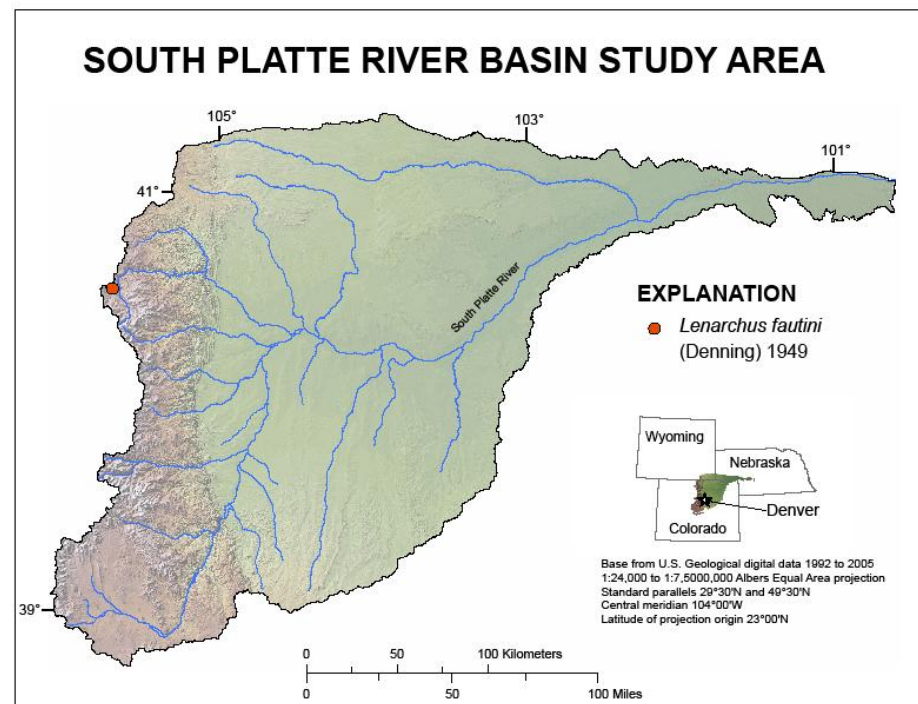 SOUTH PLATTE RIVER BASIN STUDY AREA
105°
103°
101°
41°
South Platte River
EXPLANATION
Lenarchus fautini
(Denning) 1949
Wyoming
Nebraska
Denver
Colorado
Base from U.S. Geological digital data 1992 to 2005
1:24,000 to 1:7,5000,000 Albers Equal Area projection
Standard parallels 29°30'N and 49°30'N
Central meridian 104°00'W
Latitude of projection origin 23°00'N
39°
0 50 100 Kilometers
0 50 100 Miles